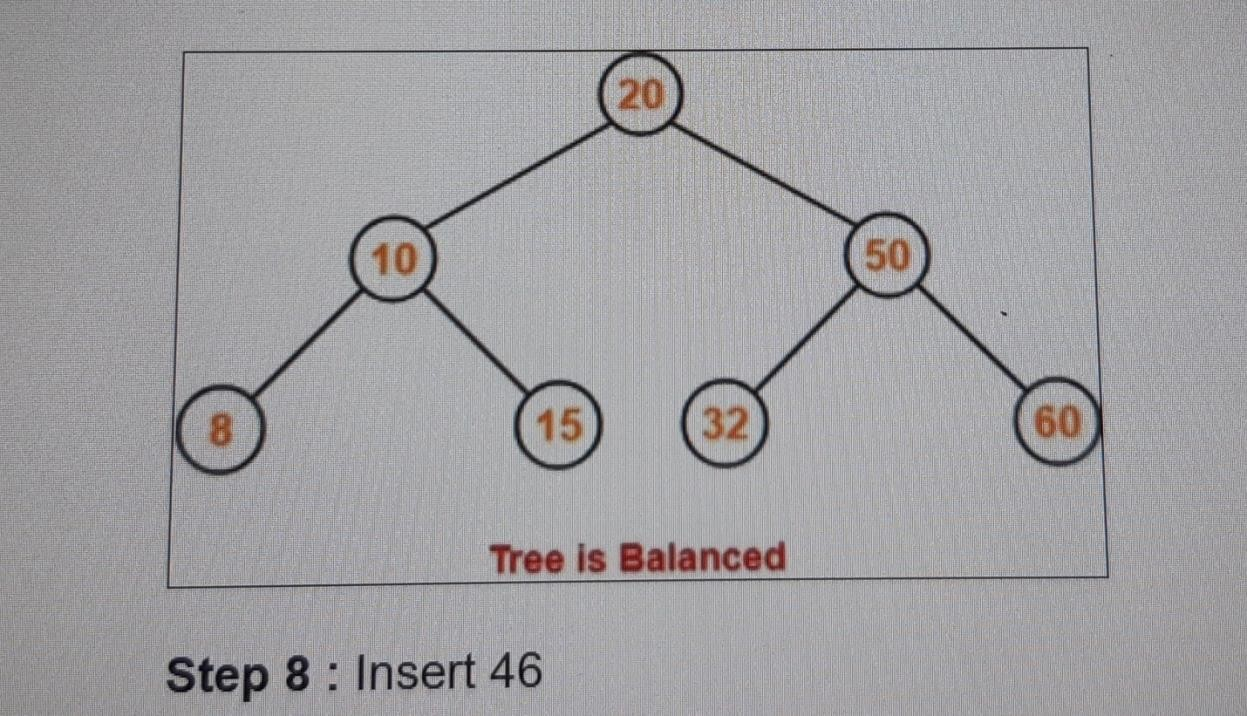 20
10 50
8 15 32 60
Tree is Balanced
Step 8 : Insert 46